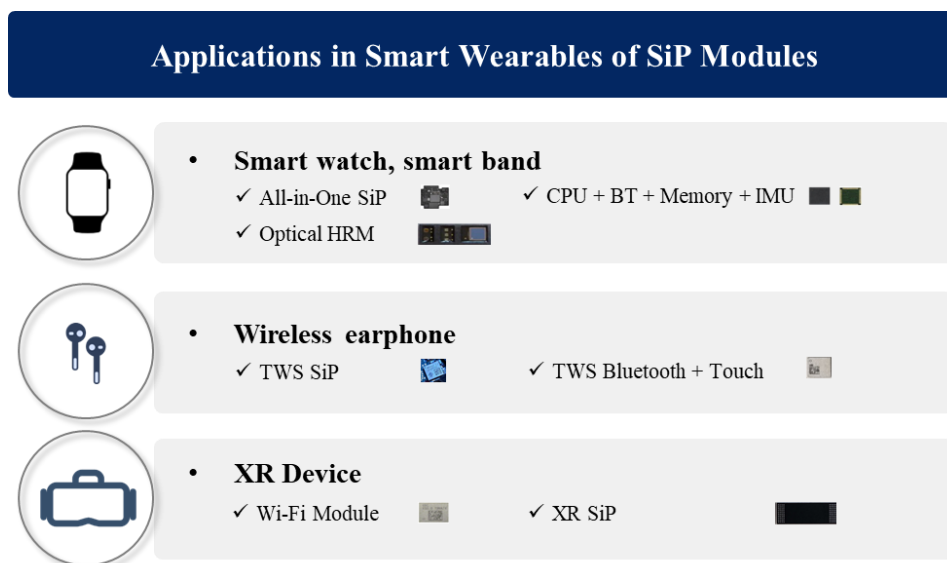 Applications in Smart Wearables of SiP Modules
• Smart watch, smart band
✓ All-in-One SiP ✓ CPU + BT + Memory + IMU
✓ Optical HRM
• Wireless earphone
✓ TWS SiP ✓ TWS Bluetooth + Touch
• XR Device
✓ Wi-Fi Module ✓ XR SiP